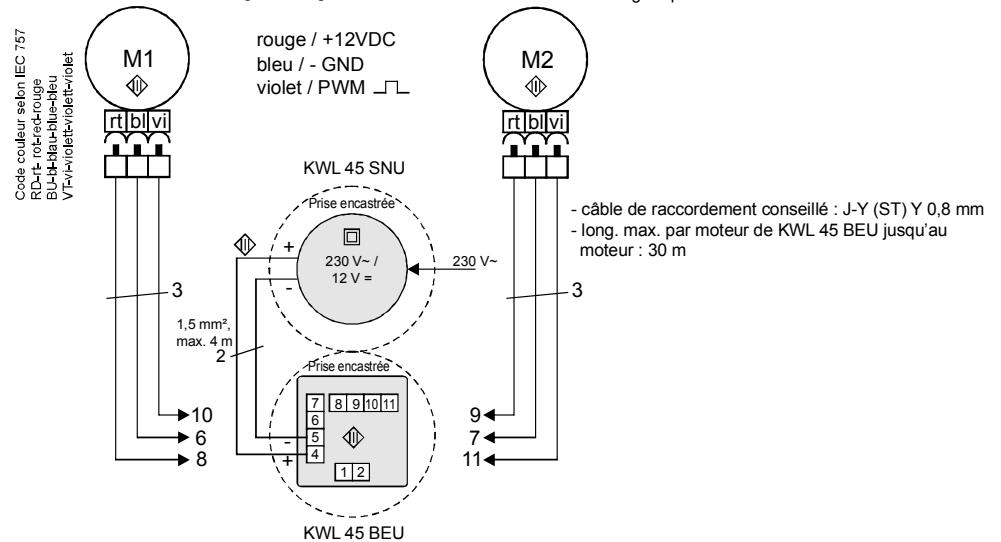 Code couleur selon IEC 757
RD-rt- rot-red-rouge
BU-bl-blau-blue-bleu
VT-vi-violett-violett-violet
M1
rt bl vi
rouge / +12VDC
bleu / - GND
violet / PWM
M2
rt bl vi
KWL 45 SNU
Prise encastrée
+
-
230 V~ /
12 V =
230 V~
- câble de raccordement conseillé : J-Y (ST) Y 0,8 mm
- long. max. par moteur de KWL 45 BEU jusqu'au
moteur : 30 m
3
3
1,5 mm²,
max. 4 m
2
Prise encastrée
7 8 9 10 11
6
5
4
-
+
1 2
10
6
8
9
7
11
KWL 45 BEU